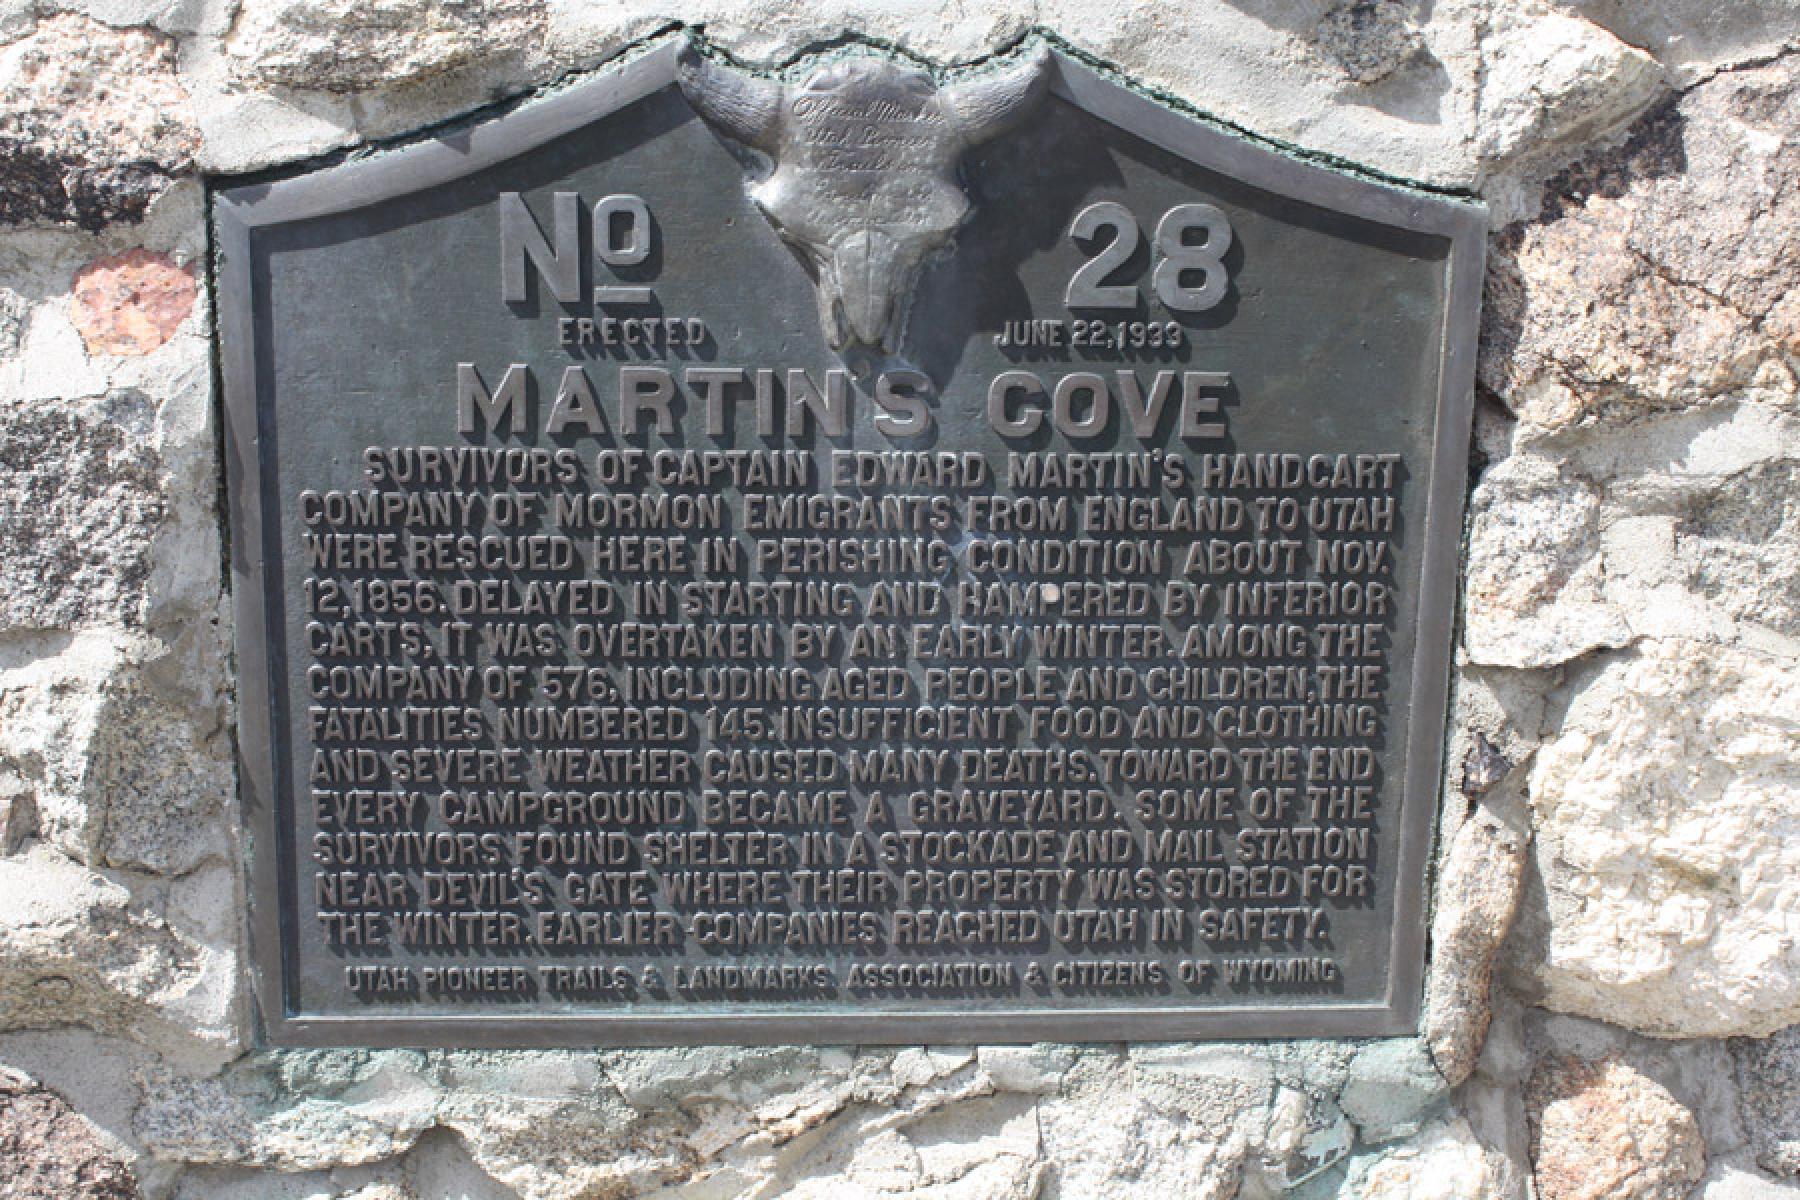 Official Marker
Utah Pioneer
Trails
No 28
ERECTED JUNE 22, 1933
MARTIN'S COVE
SURVIVORS OF CAPTAIN EDWARD MARTIN'S HANDCART
COMPANY OF MORMON EMIGRANTS FROM ENGLAND TO UTAH
WERE RESCUED HERE IN PERISHING CONDITION ABOUT NOV.
12, 1856. DELAYED IN STARTING AND HAMPERED BY INFERIOR
CARTS, IT WAS OVERTAKEN BY AN EARLY WINTER. AMONG THE
COMPANY OF 576, INCLUDING AGED PEOPLE AND CHILDREN, THE
FATALITIES NUMBERED 145. INSUFFICIENT FOOD AND CLOTHING
AND SEVERE WEATHER CAUSED MANY DEATHS. TOWARD THE END
EVERY CAMPGROUND BECAME A GRAVEYARD. SOME OF THE
SURVIVORS FOUND SHELTER IN A STOCKADE AND MAIL STATION
NEAR DEVIL'S GATE WHERE THEIR PROPERTY WAS STORED FOR
THE WINTER. EARLIER COMPANIES REACHED UTAH IN SAFETY.
UTAH PIONEER TRAILS & LANDMARKS ASSOCIATION & CITIZENS OF WYOMING